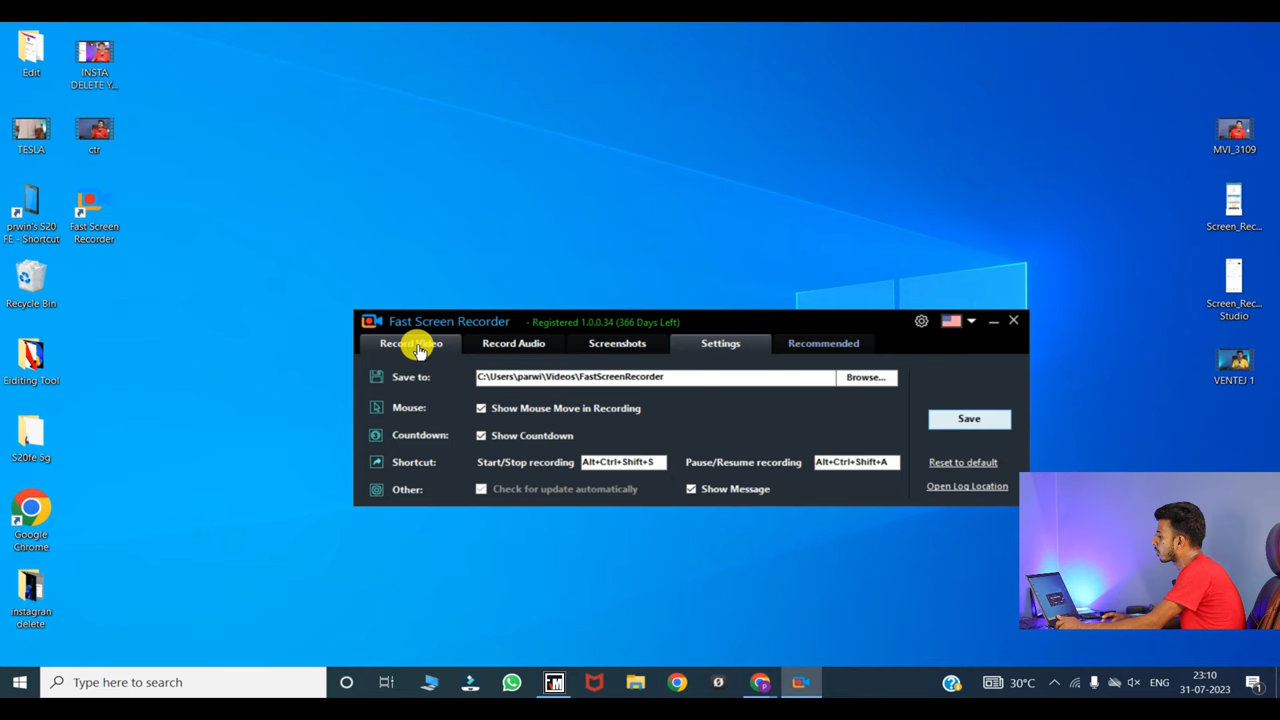 Edit
INSTA
DELETE Y...
TESLA
ctr
prwin's S20
FE - Shortcut
Fast Screen
Recorder
Recycle Bin
Eiditing Tool
S20fe 5g
Google
Chrome
instagran
delete
MVI_3109
Screen_Rec...
Screen_Rec...
Studio
VENTEJ 1
Fast Screen Recorder - Registered 1.0.0.34 (366 Days Left)
Record Video Record Audio Screenshots Settings Recommended
Save to: C:\Users\parwi\Videos\FastScreenRecorder Browse...
Mouse: Show Mouse Move in Recording
Save
Countdown: Show Countdown
Shortcut: Start/Stop recording Alt+Ctrl+Shift+S Pause/Resume recording Alt+Ctrl+Shift+A Reset to default
Other: Check for update automatically Show Message Open Log Location
Type here to search
30°C ENG
23:10
31-07-2023